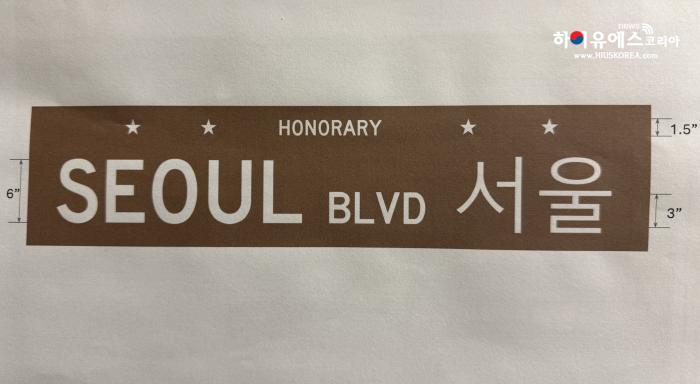 news
하이유에스코리아
www.HIUSKOREA.com
HONORARY
1.5"
6"
SEOUL BLVD 서울
3"